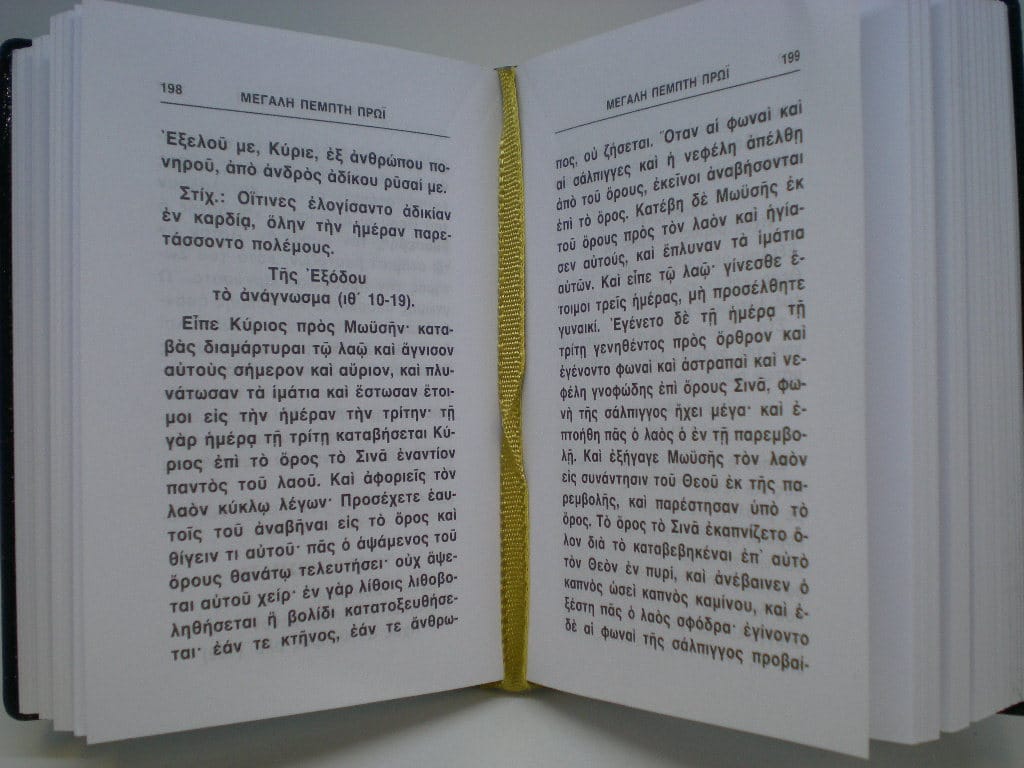 198
ΜΕΓΑΛΗ ΠΕΜΠΤΗ ΠΡΩΪ
Ἐξελοῦ με, Κύριε, ἐξ ἀνθρώπου πο-
νηροῦ, ἀπὸ ἀνδρὸς ἀδίκου ρῦσαί με.
Στίχ.: Οἵτινες ἐλογίσαντο ἀδικίαν
ἐν καρδίᾳ, ὅλην τὴν ἡμέραν παρε-
τάσσοντο πολέμους.
Τῆς Ἐξόδου
τὸ ἀνάγνωσμα (ιθ΄ 10-19).
Εἶπε Κύριος πρὸς Μωϋσῆν· κατα-
βὰς διαμάρτυραι τῷ λαῷ καὶ ἅγνισον
αὐτοὺς σήμερον καὶ αὔριον, καὶ πλυ-
νάτωσαν τὰ ἱμάτια καὶ ἔστωσαν ἕτοι-
μοι εἰς τὴν ἡμέραν τὴν τρίτην· τῇ
γὰρ ἡμέρᾳ τῇ τρίτῃ καταβήσεται Κύ-
ριος ἐπὶ τὸ ὄρος τὸ Σινᾶ ἐναντίον
παντὸς τοῦ λαοῦ. Καὶ ἀφοριεῖς τὸν
λαὸν κύκλῳ λέγων· Προσέχετε ἑαυ-
τοῖς τοῦ ἀναβῆναι εἰς τὸ ὄρος καὶ
θίγειν τι αὐτοῦ· πᾶς ὁ ἁψάμενος τοῦ
ὄρους θανάτῳ τελευτήσει· οὐχ ἅψε-
ται αὐτοῦ χείρ· ἐν γὰρ λίθοις λιθοβο-
ληθήσεται ἢ βολίδι κατατοξευθήσε-
ται· ἐάν τε κτῆνος, ἐάν τε ἄνθρω-
199
ΜΕΓΑΛΗ ΠΕΜΠΤΗ ΠΡΩΪ
πος, οὐ ζήσεται. Ὅταν αἱ φωναὶ καὶ
αἱ σάλπιγγες καὶ ἡ νεφέλη ἀπέλθῃ
ἀπὸ τοῦ ὄρους, ἐκεῖνοι ἀναβήσονται
ἐπὶ τὸ ὄρος. Κατέβη δὲ Μωϋσῆς ἐκ
τοῦ ὄρους πρὸς τὸν λαὸν καὶ ἡγία-
σεν αὐτούς, καὶ ἔπλυναν τὰ ἱμάτια
αὐτῶν. Καὶ εἶπε τῷ λαῷ· γίνεσθε ἕ-
τοιμοι τρεῖς ἡμέρας, μὴ προσέλθητε
γυναικί. Ἐγένετο δὲ τῇ ἡμέρᾳ τῇ
τρίτῃ γενηθέντος πρὸς ὄρθρον καὶ
ἐγένοντο φωναὶ καὶ ἀστραπαὶ καὶ νε-
φέλη γνοφώδης ἐπὶ ὄρους Σινᾶ, φω-
νὴ τῆς σάλπιγγος ἤχει μέγα· καὶ ἐ-
πτοήθη πᾶς ὁ λαὸς ὁ ἐν τῇ παρεμβο-
λῇ. Καὶ ἐξήγαγε Μωϋσῆς τὸν λαὸν
εἰς συνάντησιν τοῦ Θεοῦ ἐκ τῆς πα-
ρεμβολῆς, καὶ παρέστησαν ὑπὸ τὸ
ὄρος. Τὸ ὄρος τὸ Σινᾶ ἐκαπνίζετο ὅ-
λον διὰ τὸ καταβεβηκέναι ἐπ᾿ αὐτὸ
τὸν Θεὸν ἐν πυρί, καὶ ἀνέβαινεν ὁ
καπνὸς ὡσεὶ καπνὸς καμίνου, καὶ ἐ-
ξέστη πᾶς ὁ λαὸς σφόδρα· ἐγίνοντο
δὲ αἱ φωναὶ τῆς σάλπιγγος προβαί-